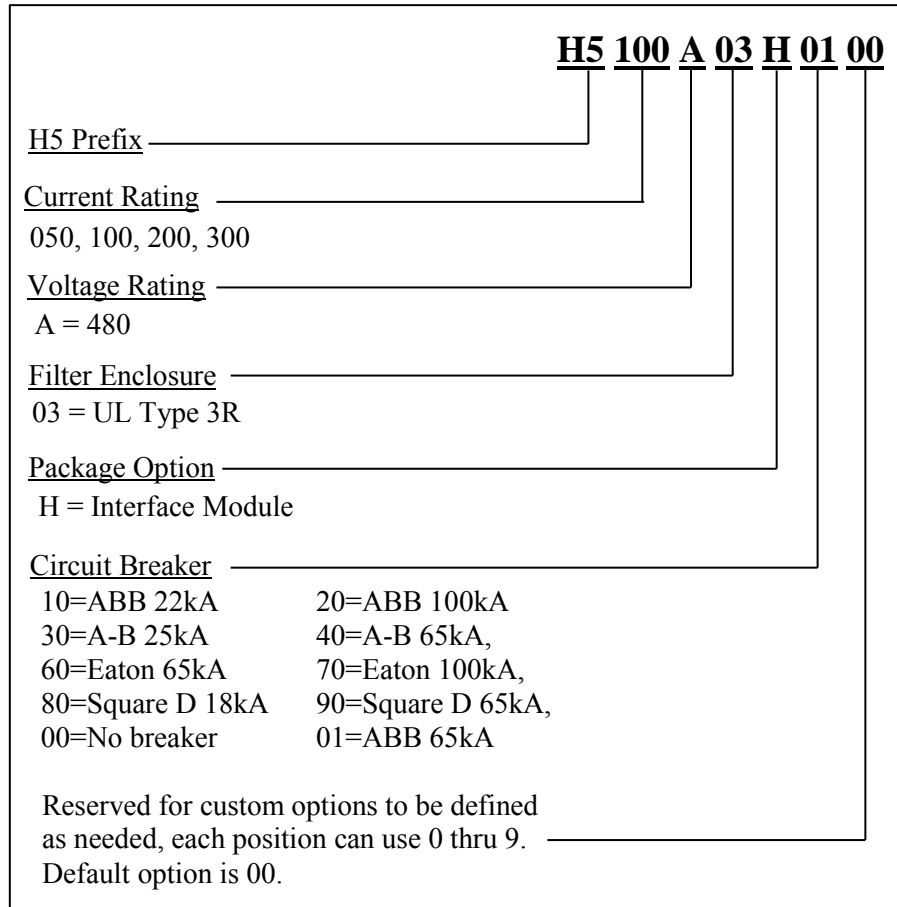 H5 100 A 03 H 01 00
H5 Prefix
Current Rating
050, 100, 200, 300
Voltage Rating
A = 480
Filter Enclosure
03 = UL Type 3R
Package Option
H = Interface Module
Circuit Breaker
10=ABB 22kA 20=ABB 100kA
30=A-B 25kA 40=A-B 65kA,
60=Eaton 65kA 70=Eaton 100kA,
80=Square D 18kA 90=Square D 65kA,
00=No breaker 01=ABB 65kA
Reserved for custom options to be defined
as needed, each position can use 0 thru 9.
Default option is 00.